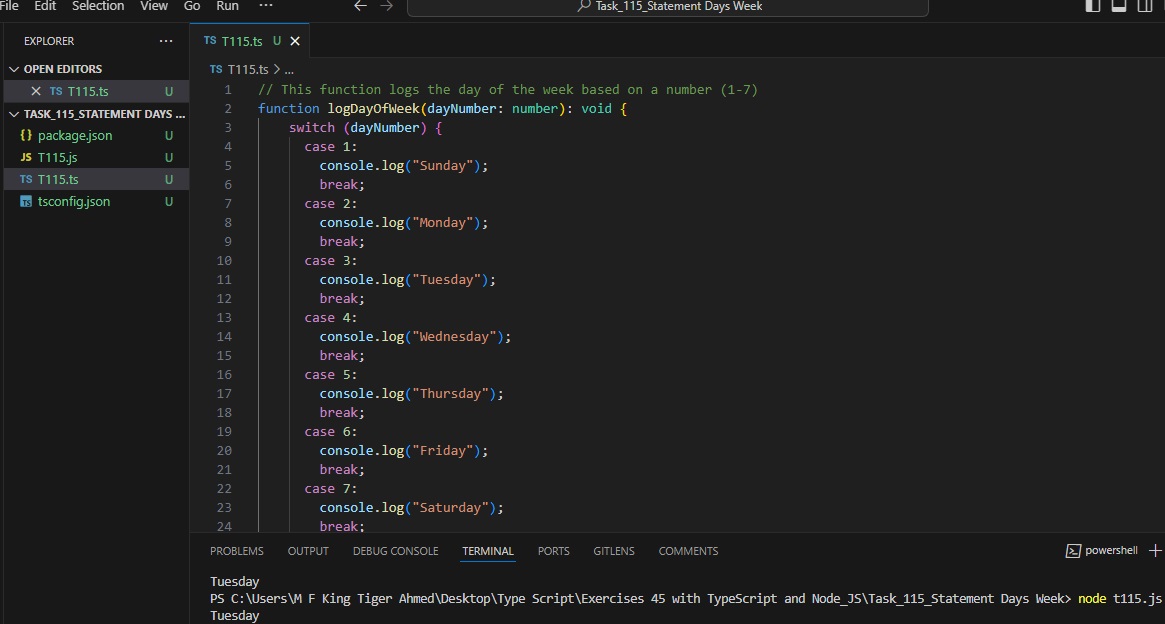 File Edit Selection View Go Run ··· ← → Task_115_Statement Days Week
EXPLORER ···
OPEN EDITORS
TS T115.ts U
TASK_115_STATEMENT DAYS ...
{} package.json U
JS T115.js U
TS T115.ts U
TS tsconfig.json U
TS T115.ts U ×
TS T115.ts > ...
1 // This function logs the day of the week based on a number (1-7)
2 function logDayOfWeek(dayNumber: number): void {
3 switch (dayNumber) {
4 case 1:
5 console.log("Sunday");
6 break;
7 case 2:
8 console.log("Monday");
9 break;
10 case 3:
11 console.log("Tuesday");
12 break;
13 case 4:
14 console.log("Wednesday");
15 break;
16 case 5:
17 console.log("Thursday");
18 break;
19 case 6:
20 console.log("Friday");
21 break;
22 case 7:
23 console.log("Saturday");
24 break;
PROBLEMS OUTPUT DEBUG CONSOLE TERMINAL PORTS GITLENS COMMENTS powershell +
Tuesday
PS C:\Users\M F King Tiger Ahmed\Desktop\Type Script\Exercises 45 with TypeScript and Node_JS\Task_115_Statement Days Week> node t115.js
Tuesday